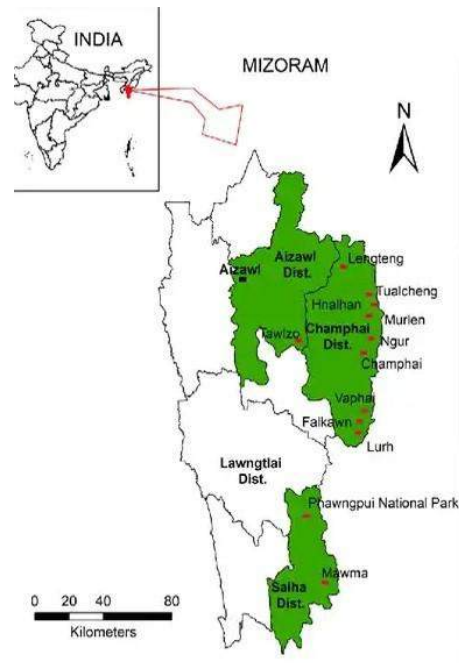 INDIA
MIZORAM
N
Aizawl
Dist.
Lengteng
Aizawl
Tualcheng
Hnalhan
Murlen
Champhai
Dist.
Tawizo
Ngur
Champhai
Vaphai
Falkawn
Lurh
Lawngtlai
Dist.
Phawngpui National Park
Mawma
Saiha
Dist.
0 20 40 80
Kilometers